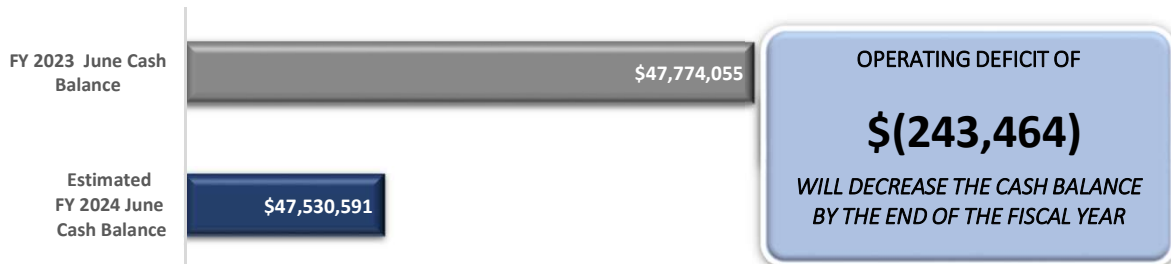 FY 2023 June Cash
Balance
$47,774,055
Estimated
FY 2024 June
Cash Balance
$47,530,591
OPERATING DEFICIT OF
$(243,464)
WILL DECREASE THE CASH BALANCE
BY THE END OF THE FISCAL YEAR